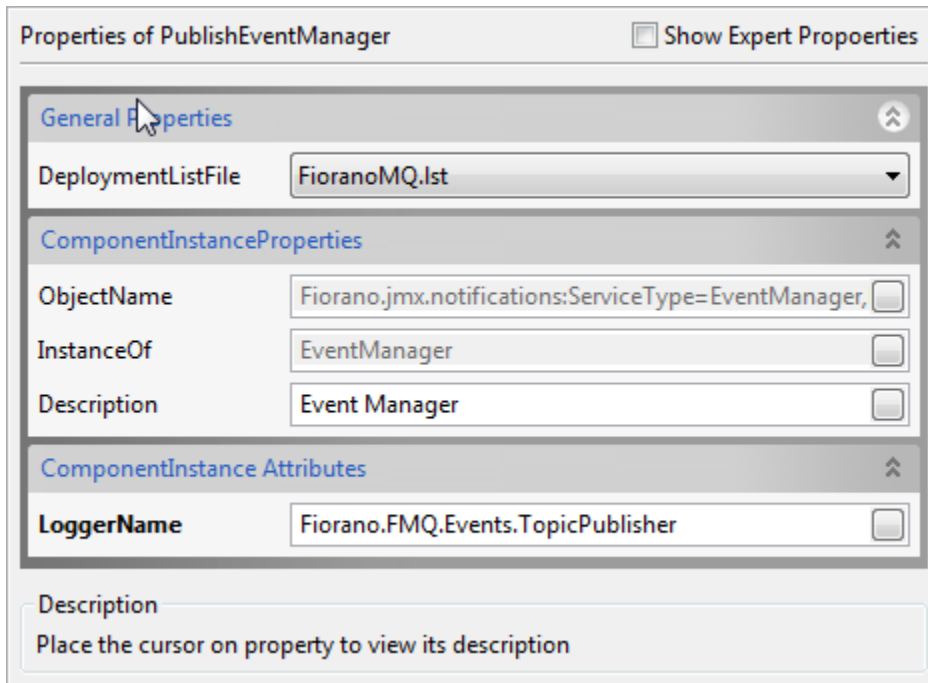 Properties of PublishEventManager Show Expert Propoerties
General Properties
DeploymentListFile FioranoMQ.lst
ComponentInstanceProperties
ObjectName Fiorano.jmx.notifications:ServiceType=EventManager,
InstanceOf EventManager
Description Event Manager
ComponentInstance Attributes
LoggerName Fiorano.FMQ.Events.TopicPublisher
Description
Place the cursor on property to view its description